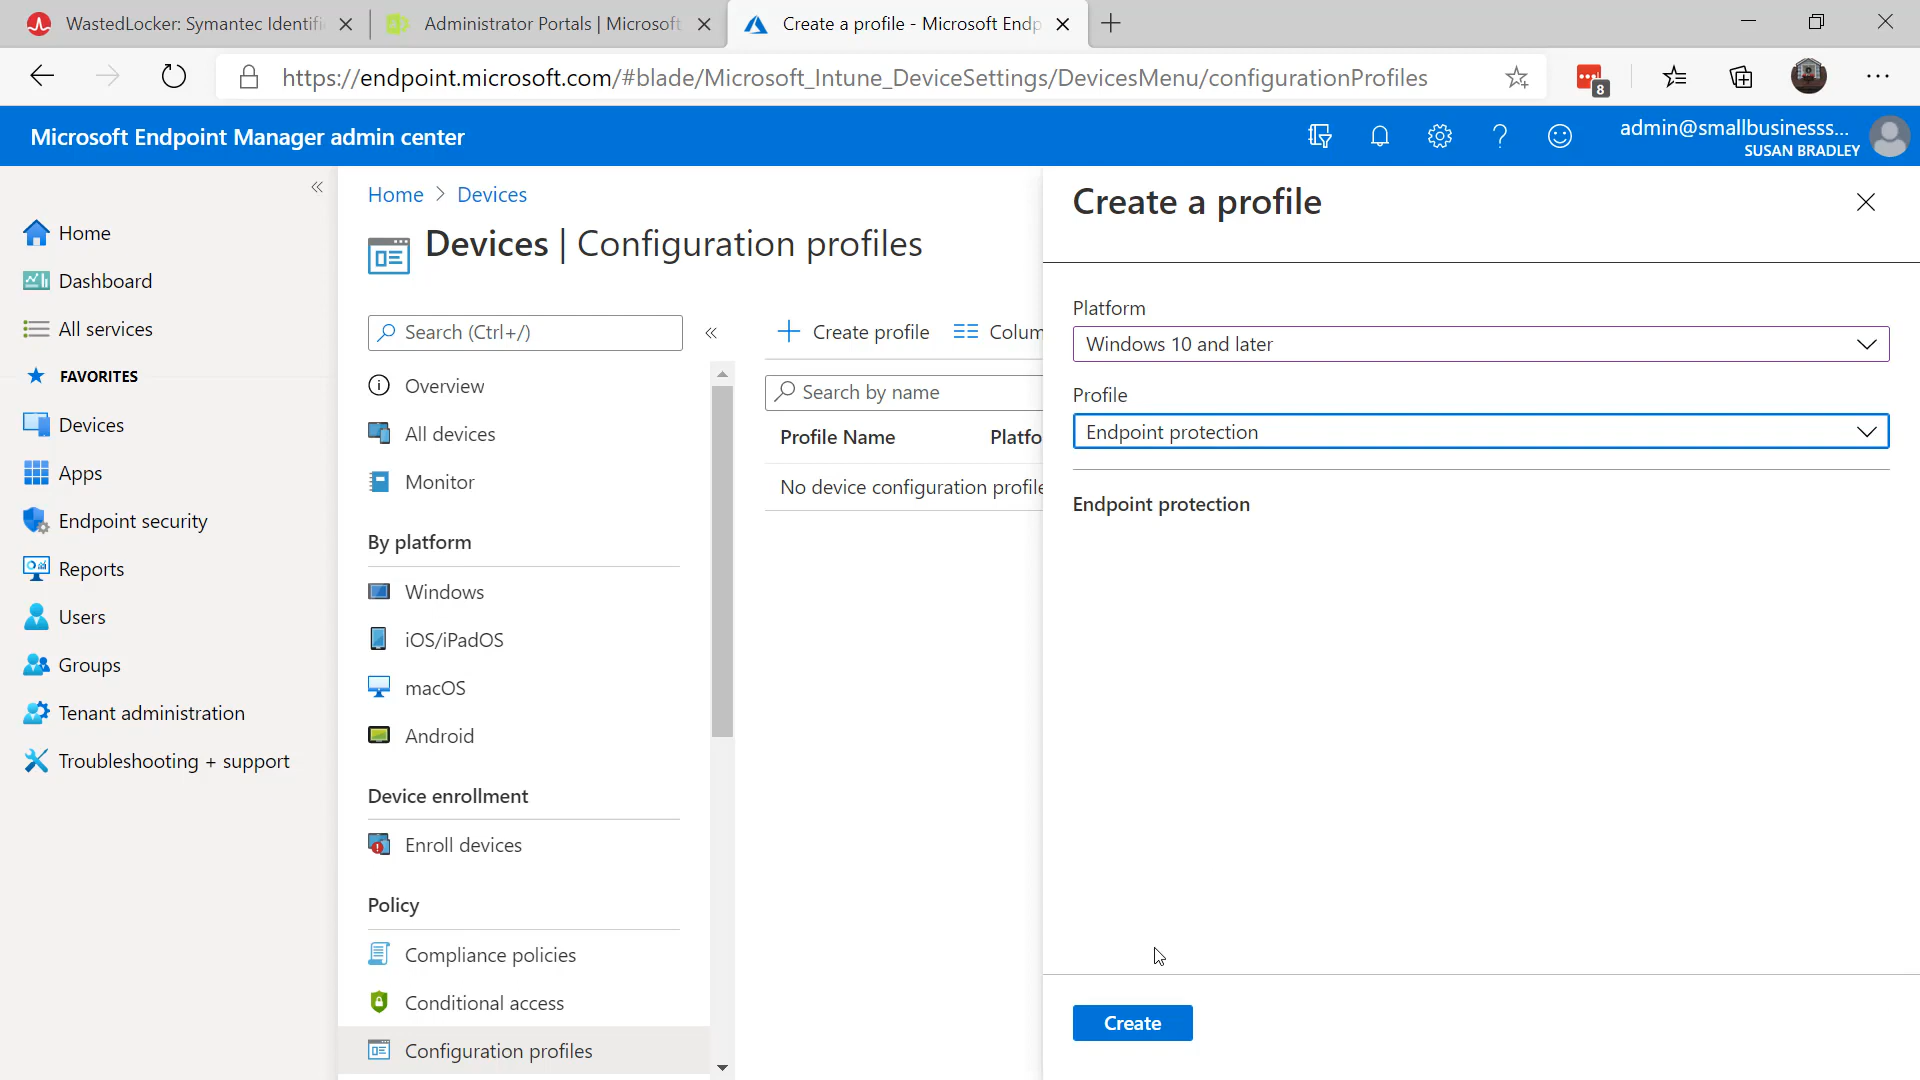 WastedLocker: Symantec Identifi
Administrator Portals | Microsoft
Create a profile - Microsoft Endp
https://endpoint.microsoft.com/#blade/Microsoft_Intune_DeviceSettings/DevicesMenu/configurationProfiles
8
Microsoft Endpoint Manager admin center
admin@smallbusinesss...
SUSAN BRADLEY
Home
Dashboard
All services
FAVORITES
Devices
Apps
Endpoint security
Reports
Users
Groups
Tenant administration
Troubleshooting + support
Home > Devices
Devices | Configuration profiles
Search (Ctrl+/)
Overview
All devices
Monitor
By platform
Windows
iOS/iPadOS
macOS
Android
Device enrollment
Enroll devices
Policy
Compliance policies
Conditional access
Configuration profiles
Create profile
Colum
Search by name
Profile Name
Platfo
No device configuration profile
Create a profile
Platform
Windows 10 and later
Profile
Endpoint protection
Endpoint protection
Create